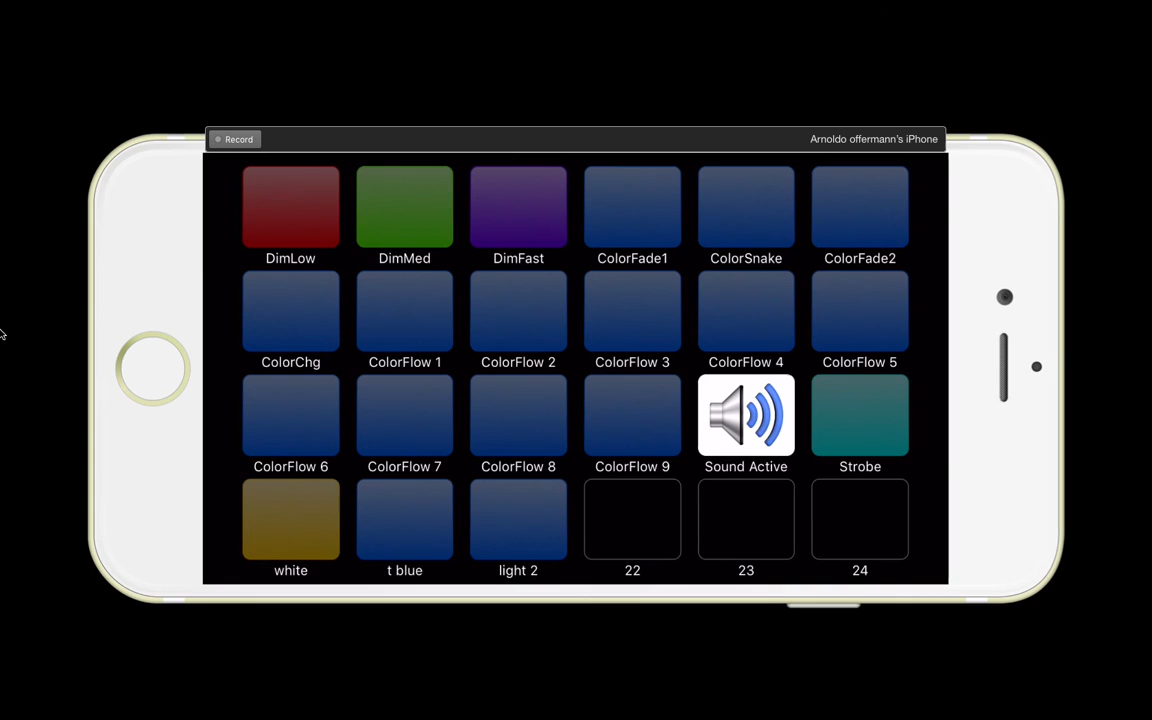 Record
Arnoldo offermann's iPhone
DimLow DimMed DimFast ColorFade1 ColorSnake ColorFade2
ColorChg ColorFlow 1 ColorFlow 2 ColorFlow 3 ColorFlow 4 ColorFlow 5
ColorFlow 6 ColorFlow 7 ColorFlow 8 ColorFlow 9 Sound Active Strobe
white t blue light 2 22 23 24